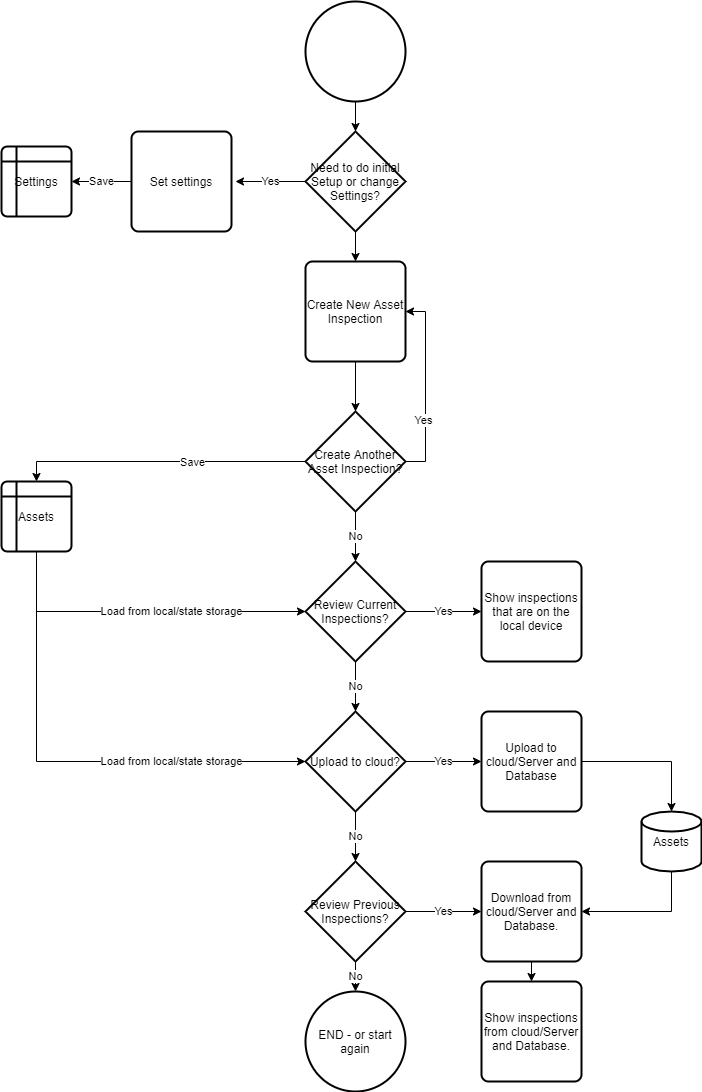 Need to do initial
Setup or change
Settings?
Yes
Set settings
Save
Settings
Create New Asset
Inspection
Yes
Create Another
Asset Inspection?
Save
Assets
No
Load from local/state storage
Review Current
Inspections?
Yes
Show inspections
that are on the
local device
No
Load from local/state storage
Upload to cloud?
Yes
Upload to
cloud/Server and
Database
Assets
No
Review Previous
Inspections?
Yes
Download from
cloud/Server and
Database.
No
END - or start
again
Show inspections
from cloud/Server
and Database.